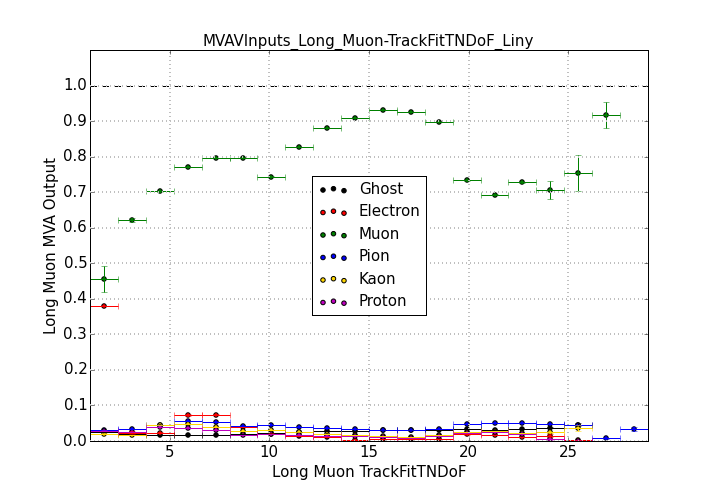 MVAVInputs_Long_Muon-TrackFitTNDoF_Liny
Long Muon MVA Output
1.0
0.9
0.8
0.7
0.6
0.5
0.4
0.3
0.2
0.1
0.0
Ghost
Electron
Muon
Pion
Kaon
Proton
5 10 15 20 25
Long Muon TrackFitTNDoF